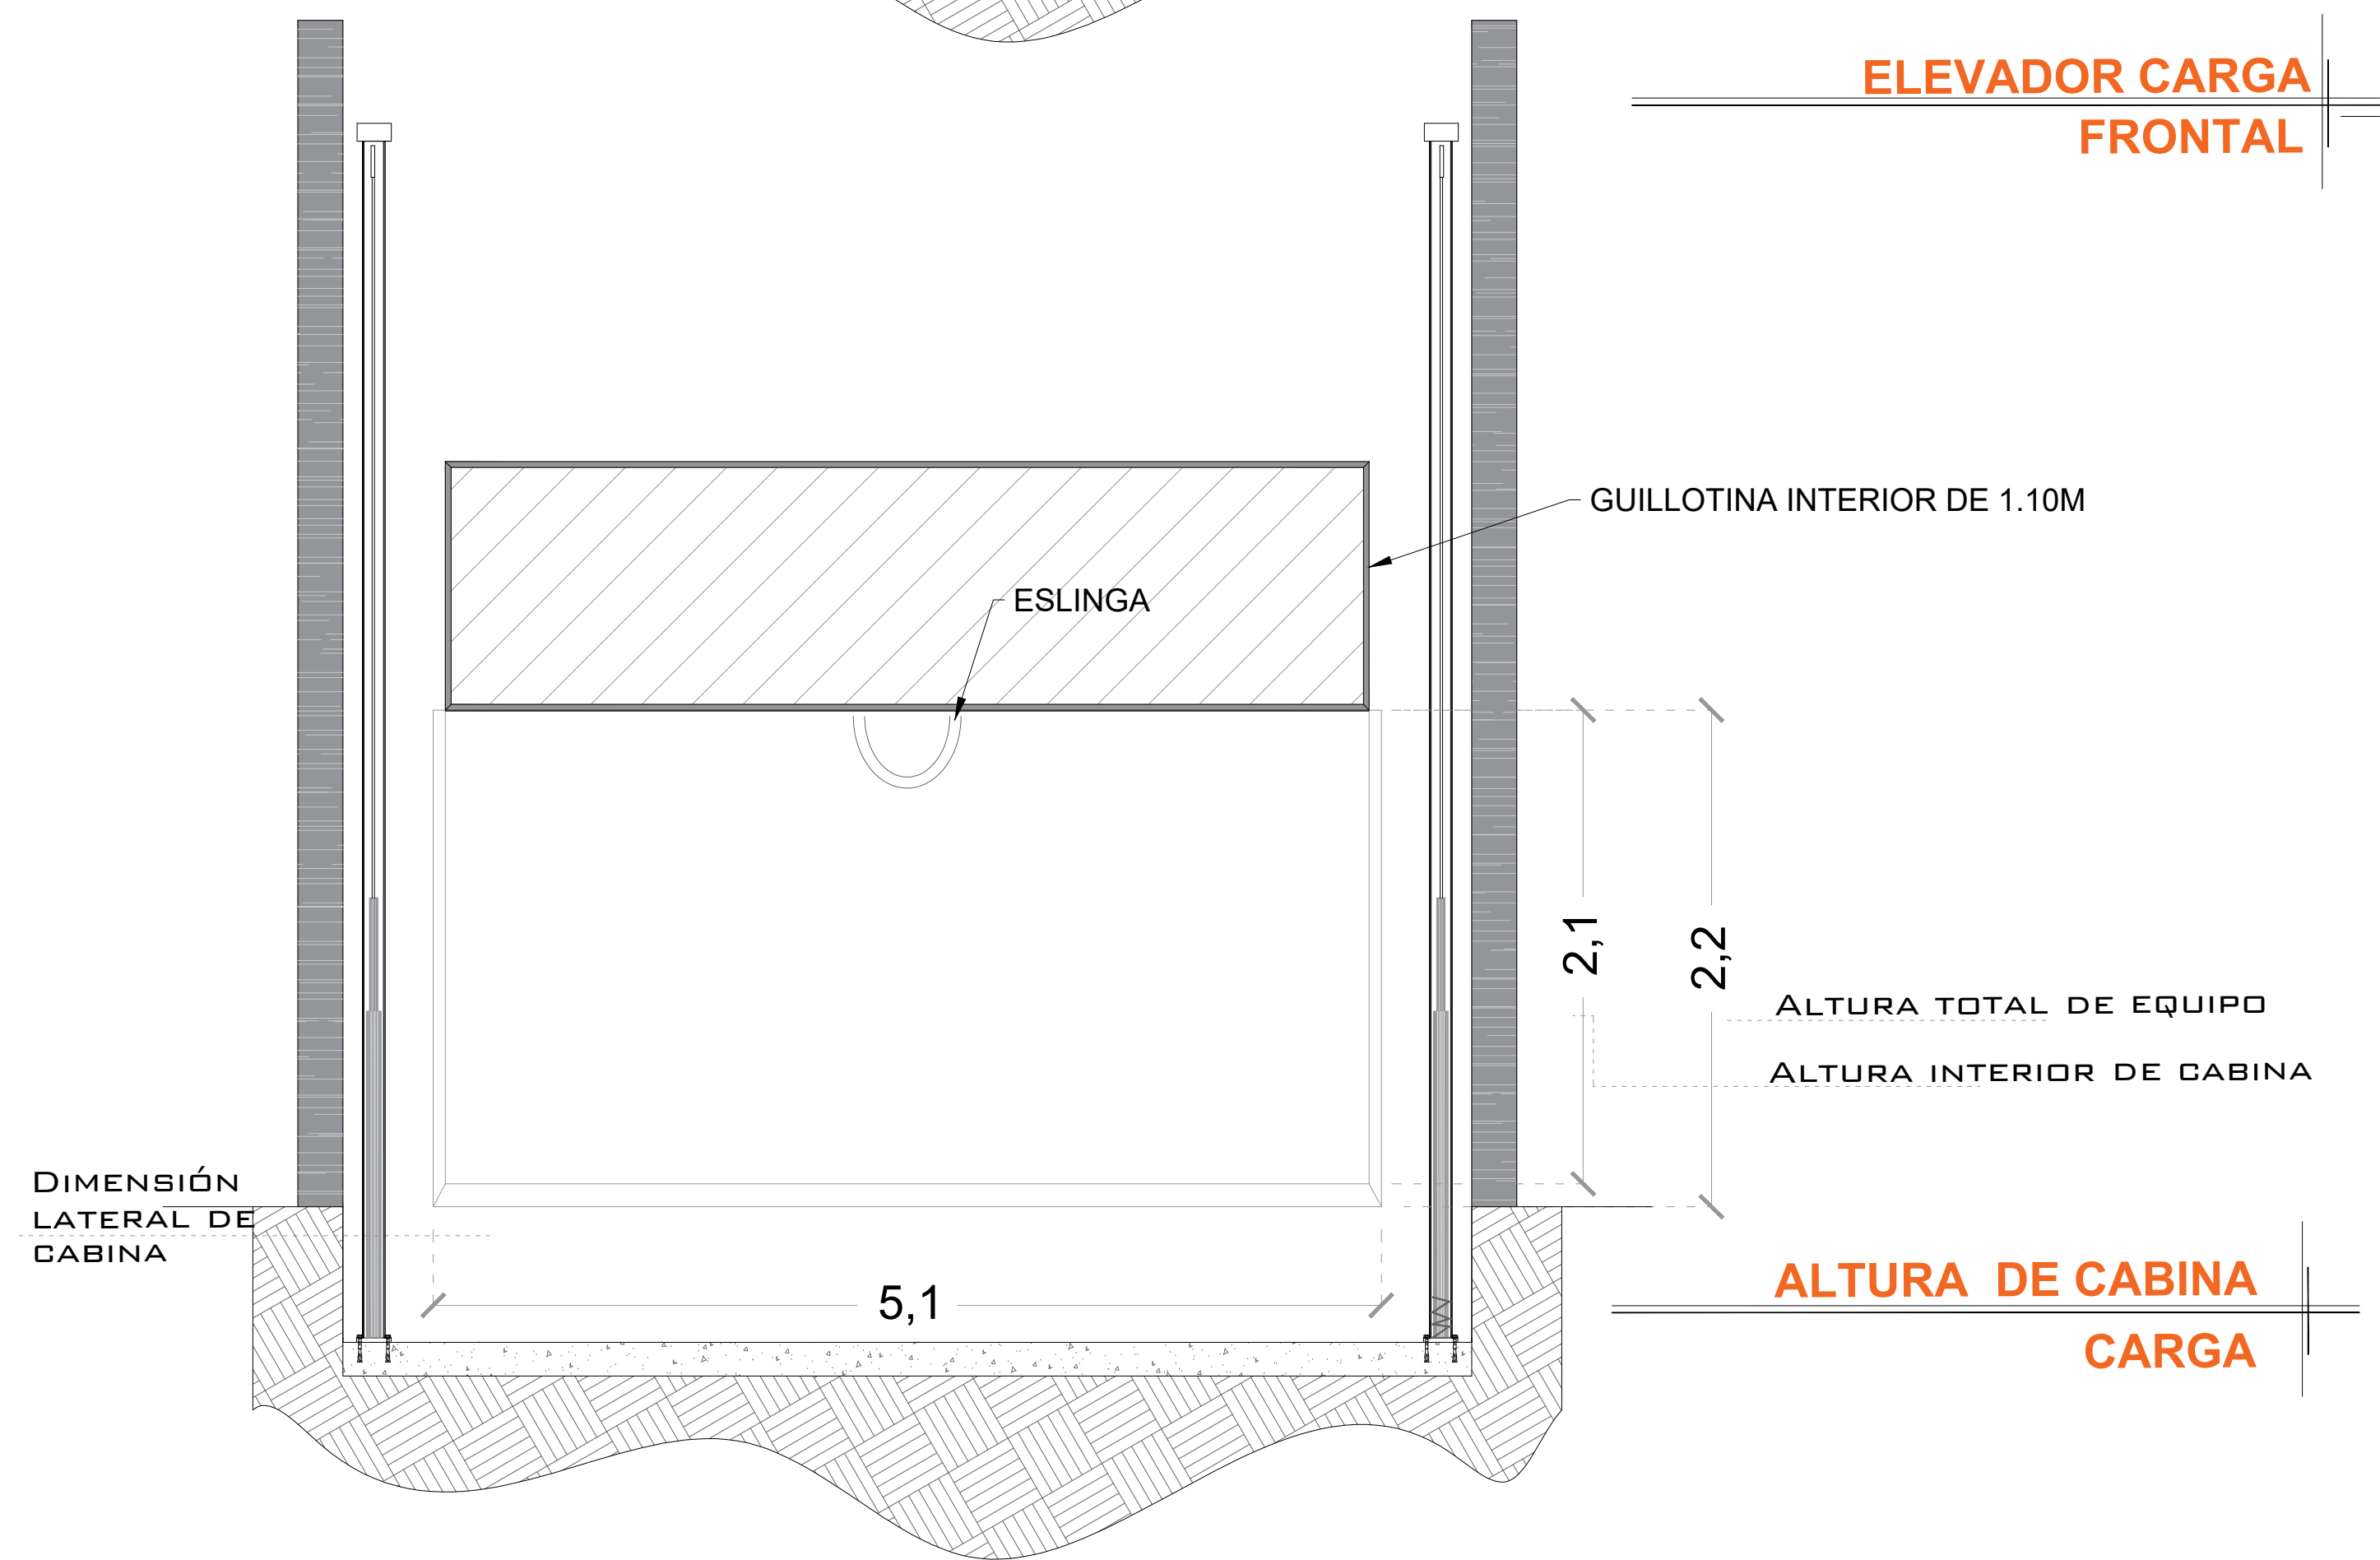 ELEVADOR CARGA
FRONTAL
GUILLOTINA INTERIOR DE 1.10M
ESLINGA
2,1
2,2
ALTURA TOTAL DE EQUIPO
ALTURA INTERIOR DE CABINA
DIMENSIÓN
LATERAL DE
CABINA
5,1
ALTURA DE CABINA
CARGA